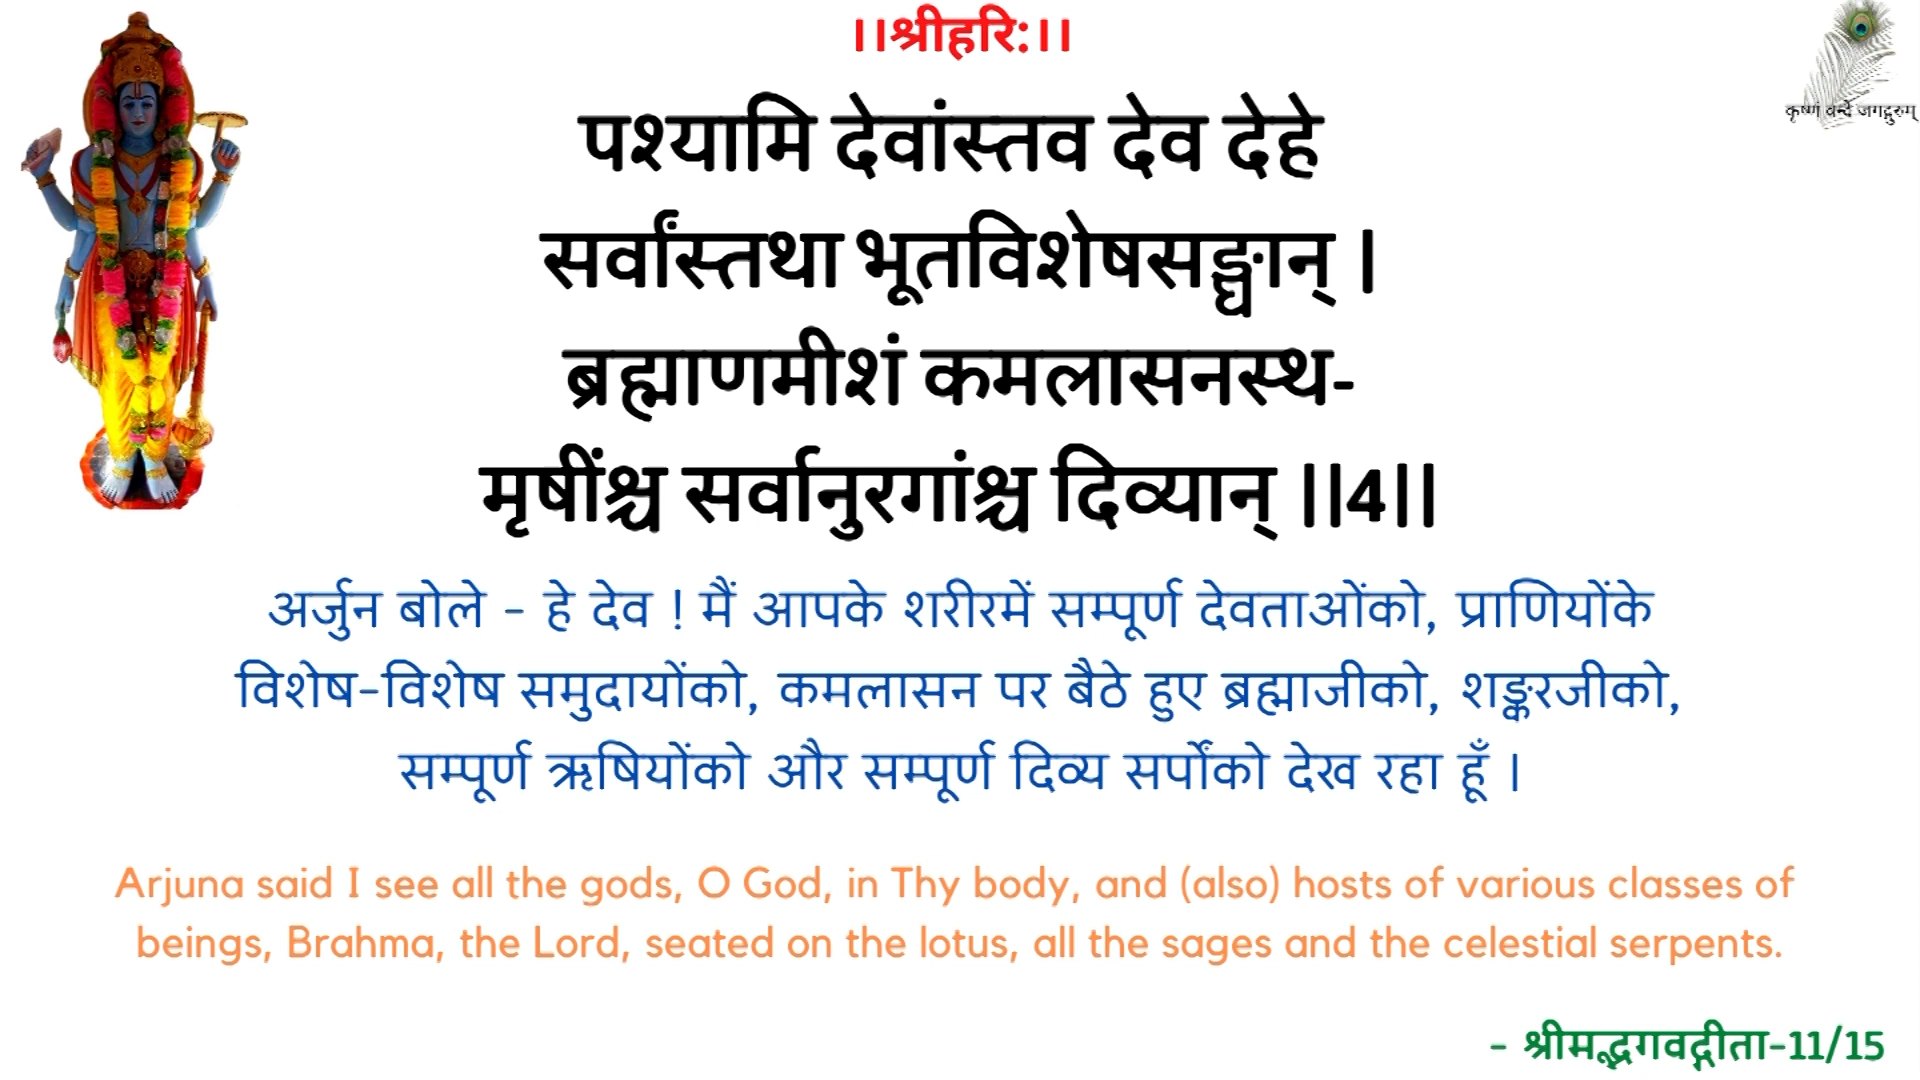 ।।श्रीहरि:।।
कृष्णं वन्दे जगद्गुरुम्
पश्यामि देवांस्तव देव देहे
सर्वांस्तथा भूतविशेषसङ्घान् |
ब्रह्माणमीशं कमलासनस्थ-
मृषींश्च सर्वानुरगांश्च दिव्यान् ||4||
अर्जुन बोले - हे देव ! मैं आपके शरीरमें सम्पूर्ण देवताओंको, प्राणियोंके
विशेष-विशेष समुदायोंको, कमलासन पर बैठे हुए ब्रह्माजीको, शङ्करजीको,
सम्पूर्ण ऋषियोंको और सम्पूर्ण दिव्य सर्पोंको देख रहा हूँ ।
Arjuna said I see all the gods, O God, in Thy body, and (also) hosts of various classes of
beings, Brahma, the Lord, seated on the lotus, all the sages and the celestial serpents.
- श्रीमद्भगवद्गीता-11/15